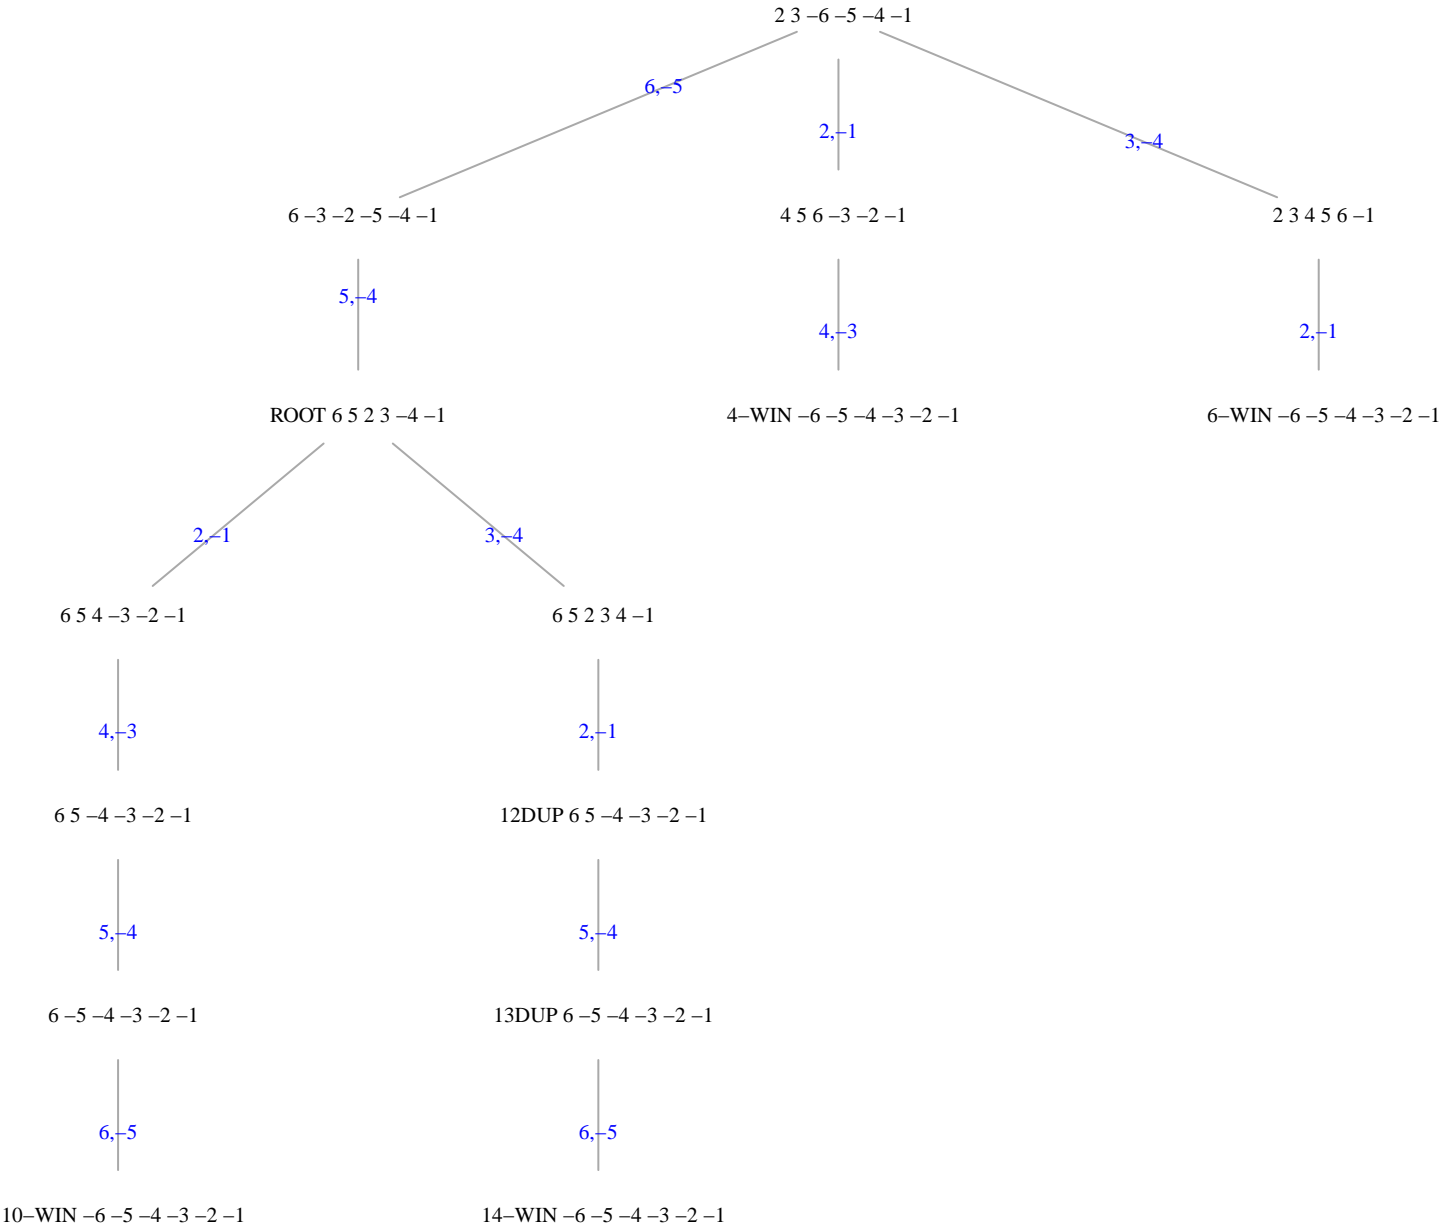 2 3 –6 –5 –4 –1
6,–5
2,–1
3,–4
6 –3 –2 –5 –4 –1
4 5 6 –3 –2 –1
2 3 4 5 6 –1
5,–4
4,–3
2,–1
ROOT 6 5 2 3 –4 –1
4–WIN –6 –5 –4 –3 –2 –1
6–WIN –6 –5 –4 –3 –2 –1
2,–1
3,–4
6 5 4 –3 –2 –1
6 5 2 3 4 –1
4,–3
2,–1
6 5 –4 –3 –2 –1
12DUP 6 5 –4 –3 –2 –1
5,–4
5,–4
6 –5 –4 –3 –2 –1
13DUP 6 –5 –4 –3 –2 –1
6,–5
6,–5
10–WIN –6 –5 –4 –3 –2 –1
14–WIN –6 –5 –4 –3 –2 –1